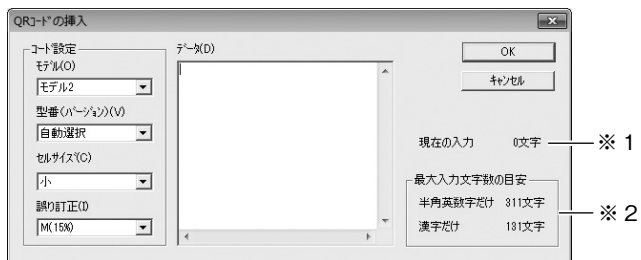 QRコードの挿入
コード設定
モデル(O)
モデル2
型番(バージョン)(V)
自動選択
セルサイズ(C)
小
誤り訂正(I)
M(15%)
データ(D)
OK
キャンセル
現在の入力 0文字
※1
最大入力文字数の目安
半角英数字だけ 311文字
漢字だけ 131文字
※2